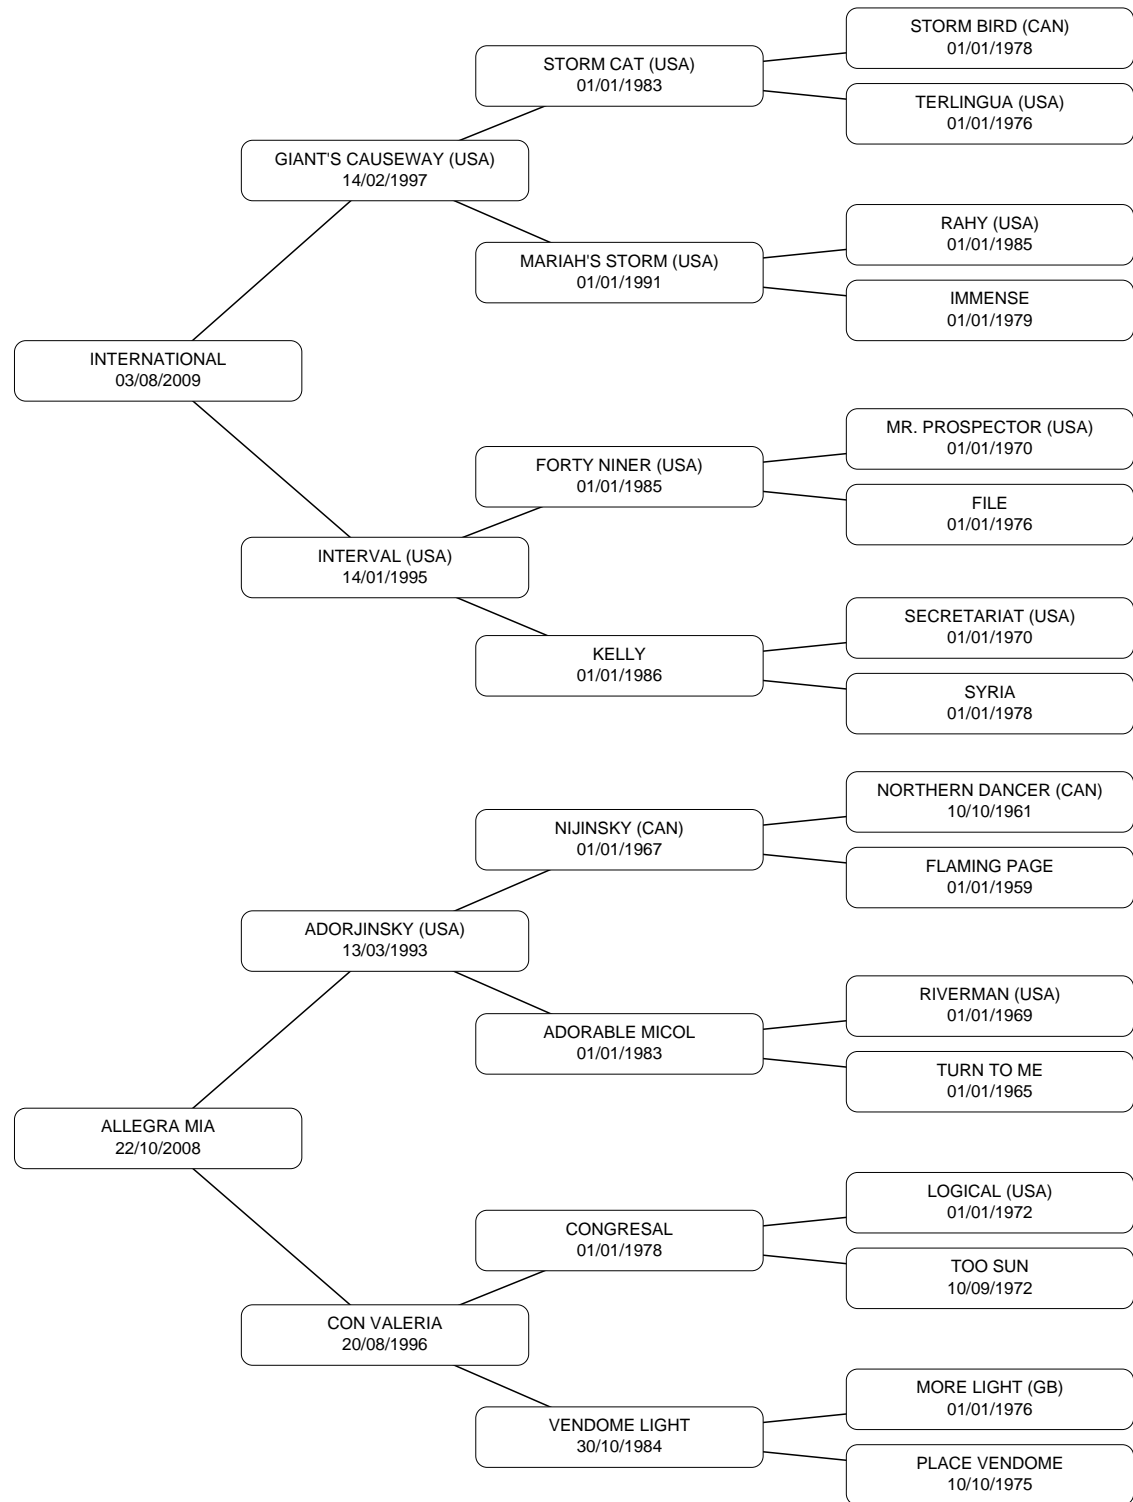 STORM BIRD (CAN)
01/01/1978
STORM CAT (USA)
01/01/1983
TERLINGUA (USA)
01/01/1976
GIANT'S CAUSEWAY (USA)
14/02/1997
RAHY (USA)
01/01/1985
MARIAH'S STORM (USA)
01/01/1991
IMMENSE
01/01/1979
INTERNATIONAL
03/08/2009
MR. PROSPECTOR (USA)
01/01/1970
FORTY NINER (USA)
01/01/1985
FILE
01/01/1976
INTERVAL (USA)
14/01/1995
SECRETARIAT (USA)
01/01/1970
KELLY
01/01/1986
SYRIA
01/01/1978
NORTHERN DANCER (CAN)
10/10/1961
NIJINSKY (CAN)
01/01/1967
FLAMING PAGE
01/01/1959
ADORJINSKY (USA)
13/03/1993
RIVERMAN (USA)
01/01/1969
ADORABLE MICOL
01/01/1983
TURN TO ME
01/01/1965
ALLEGRA MIA
22/10/2008
LOGICAL (USA)
01/01/1972
CONGRESAL
01/01/1978
TOO SUN
10/09/1972
CON VALERIA
20/08/1996
MORE LIGHT (GB)
01/01/1976
VENDOME LIGHT
30/10/1984
PLACE VENDOME
10/10/1975